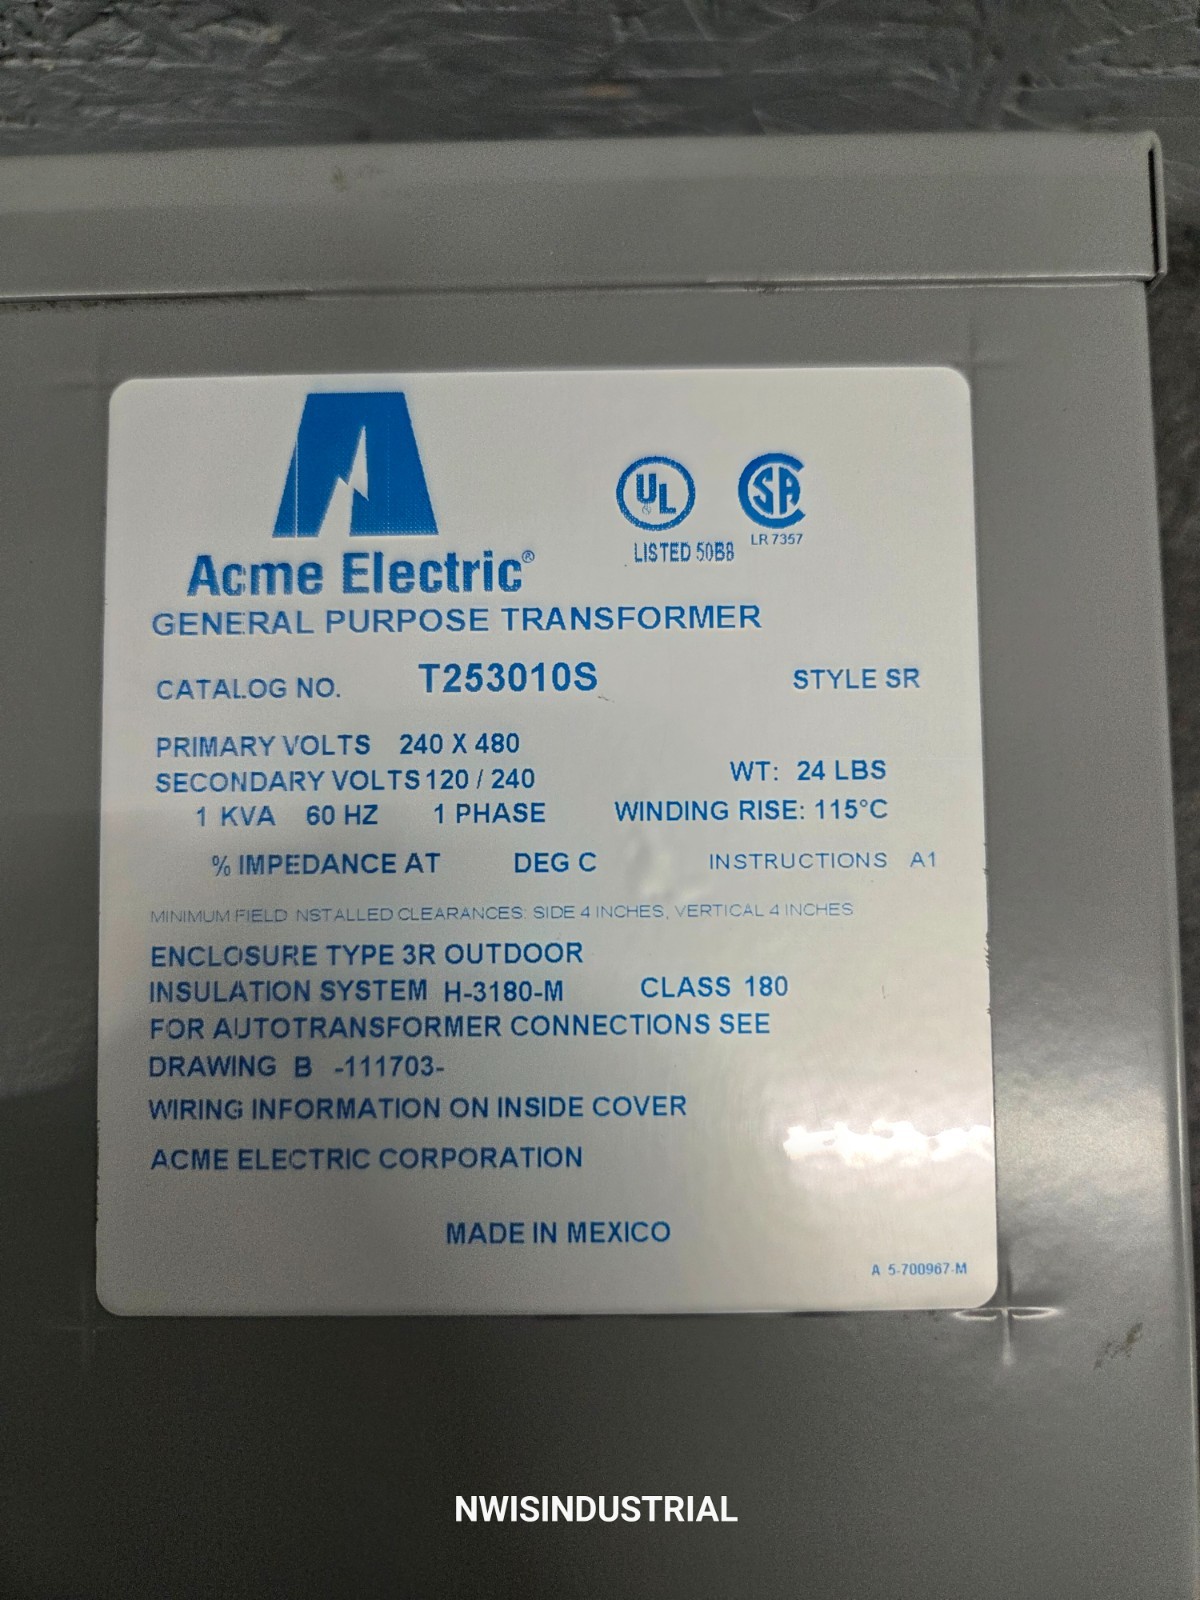 UL
LISTED 50B8
SA
LR 7357
Acme Electric®
GENERAL PURPOSE TRANSFORMER
CATALOG NO. T253010S STYLE SR
PRIMARY VOLTS 240 X 480
SECONDARY VOLTS 120 / 240 WT: 24 LBS
1 KVA 60 HZ 1 PHASE WINDING RISE: 115°C
% IMPEDANCE AT DEG C INSTRUCTIONS A1
MINIMUM FIELD NSTALLED CLEARANCES: SIDE 4 INCHES, VERTICAL 4 INCHES
ENCLOSURE TYPE 3R OUTDOOR
INSULATION SYSTEM H-3180-M CLASS 180
FOR AUTOTRANSFORMER CONNECTIONS SEE
DRAWING B -111703-
WIRING INFORMATION ON INSIDE COVER
ACME ELECTRIC CORPORATION
MADE IN MEXICO
A 5-700967-M
NWISINDUSTRIAL